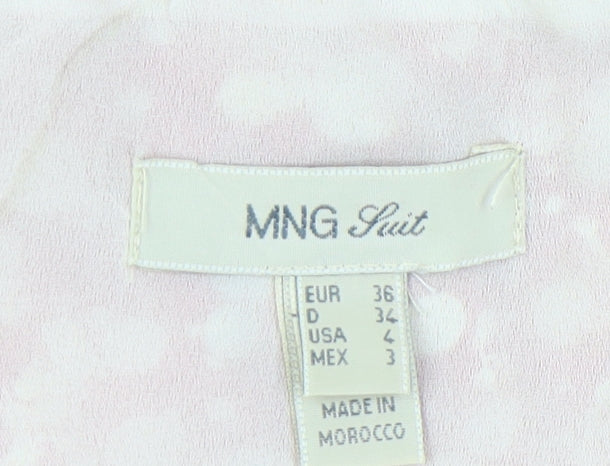 MNG Suit
EUR 36
D 34
USA 4
MEX 3
MADE IN
MOROCCO